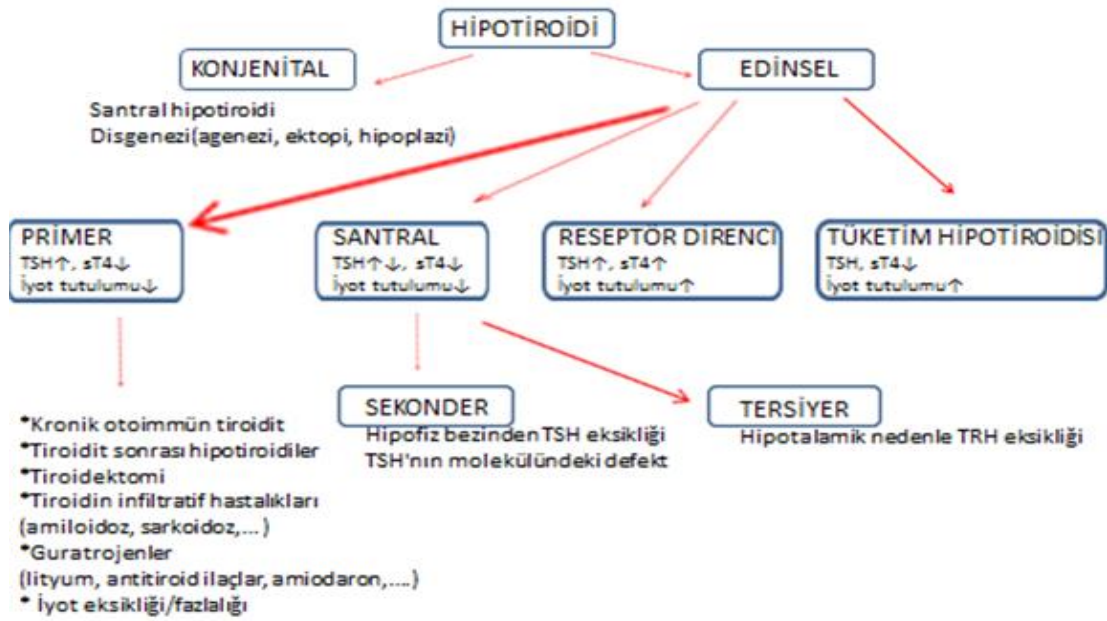 HİPOTİROİDİ
KONJENİTAL
EDİNSEL
Santral hipotiroidi
Disgenezi(agenezi, ektopi, hipoplazi)
PRİMER
TSH↑, sT4↓
İyot tutulumu↓
SANTRAL
TSH↑↓, sT4↓
İyot tutulumu↓
RESEPTÖR DİRENCİ
TSH↑, sT4↑
İyot tutulumu↑
TÜKETİM HİPOTİROİDİSİ
TSH, sT4↓
İyot tutulumu↑
*Kronik otoimmün tiroidit
*Tiroidit sonrası hipotiroidiler
*Tiroidektomi
*Tiroidin infiltratif hastalıkları
(amiloidoz, sarkoidoz,... )
*Guratrojenler
(lityum, antitiroid ilaçlar, amiodaron,....)
* İyot eksikliği/fazlalığı
SEKONDER
Hipofiz bezinden TSH eksikliği
TSH'nın molekülündeki defekt
TERSİYER
Hipotalamik nedenle TRH eksikliği